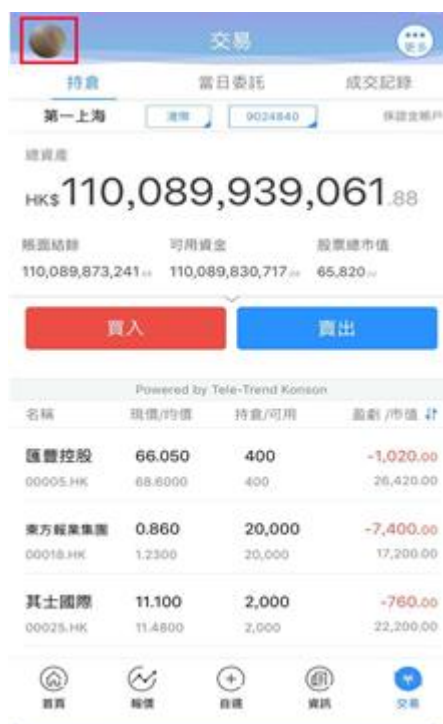 交易
更多
持倉 當日委託 成交記錄
第一上海 港幣 9024840 保證金帳戶
總資產
HK$110,089,939,061.88
賬面結餘 可用資金 股票總市值
110,089,873,241 110,089,830,717 65,820
買入 賣出
Powered by Tele-Trend Konson
名稱 現價/均價 持倉/可用 盈虧 /市值
匯豐控股 66.050 400 -1,020.00
00005.HK 68.6000 400 26,420.00
東方報業集團 0.860 20,000 -7,400.00
00018.HK 1.2300 20,000 17,200.00
其士國際 11.100 2,000 -760.00
00025.HK 11.4800 2,000 22,200.00
首頁 報價 自選 資訊 交易